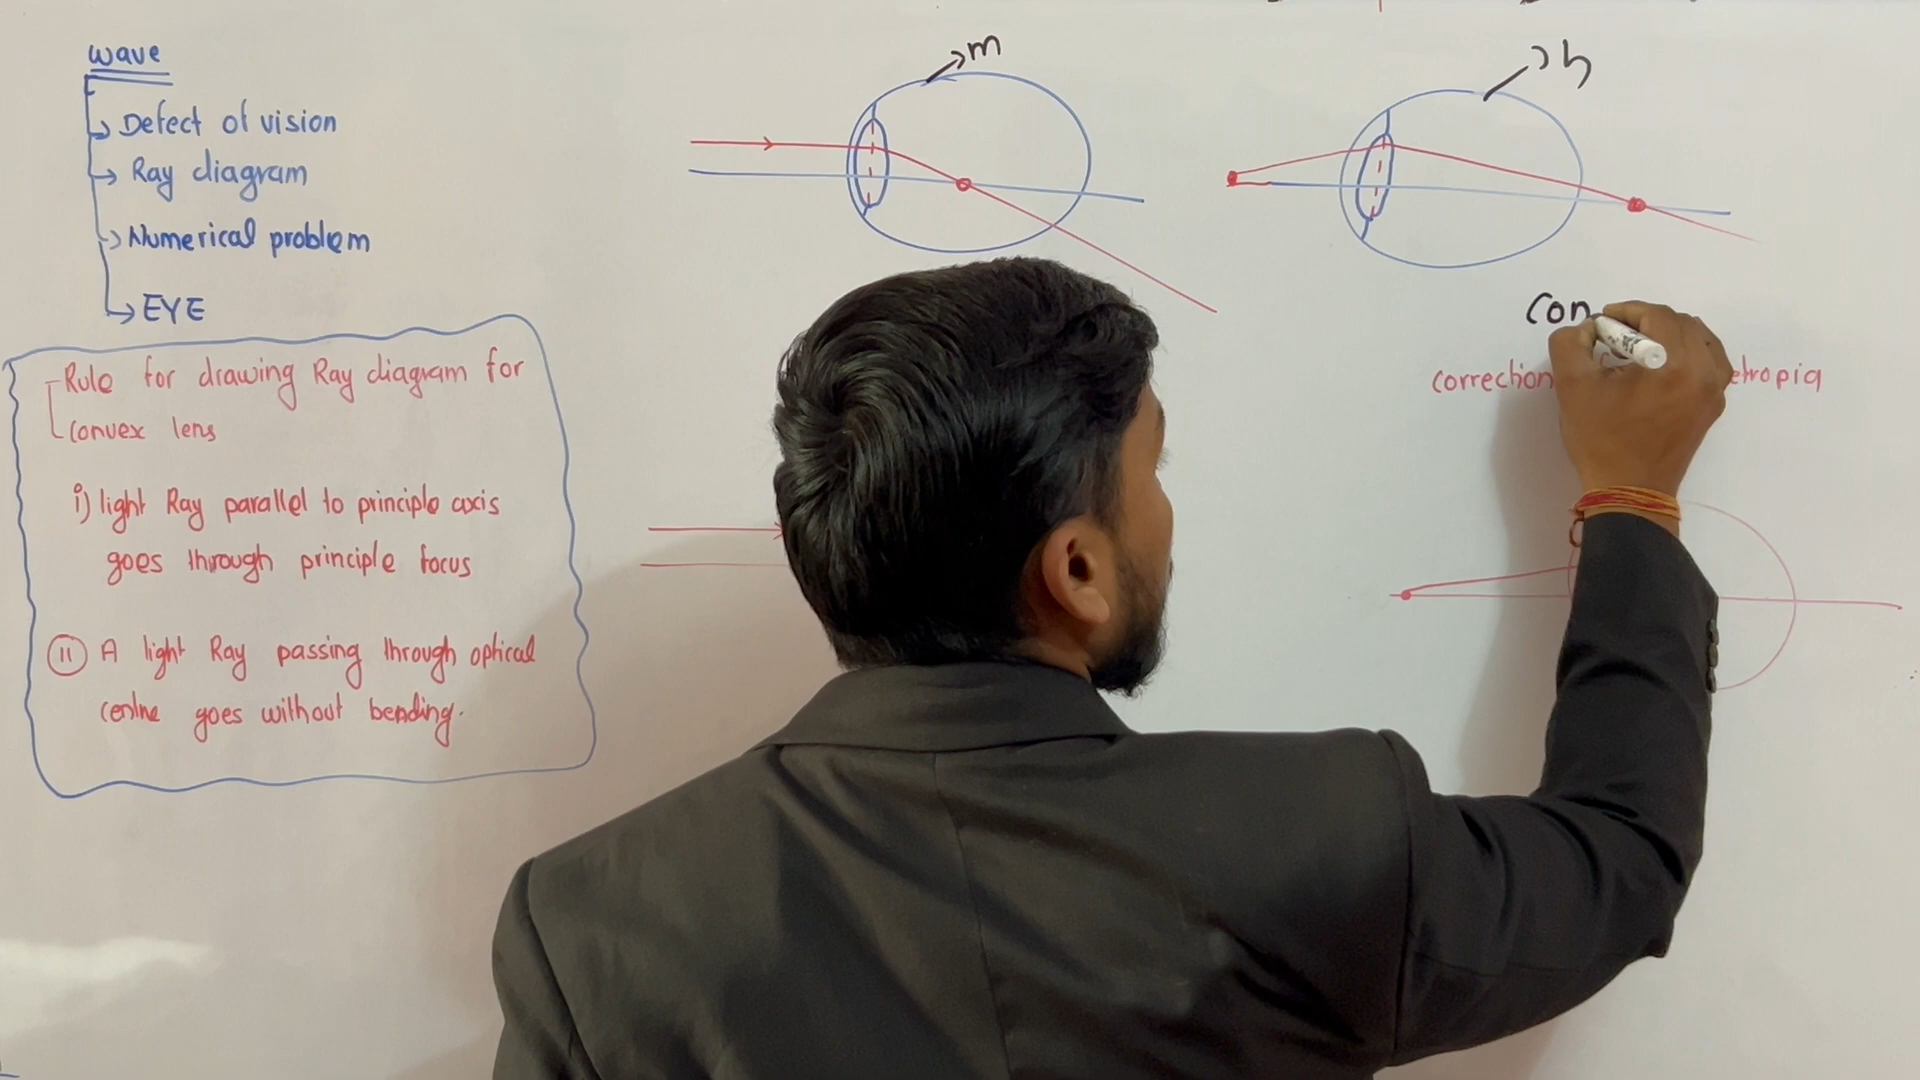 wave
Defect of vision
Ray diagram
Numerical problem
EYE
Rule for drawing Ray diagram for
convex lens
i) light Ray parallel to principle axis
goes through principle focus
II A light Ray passing through optical
centre goes without bending.
m
h
Con
correction etropia